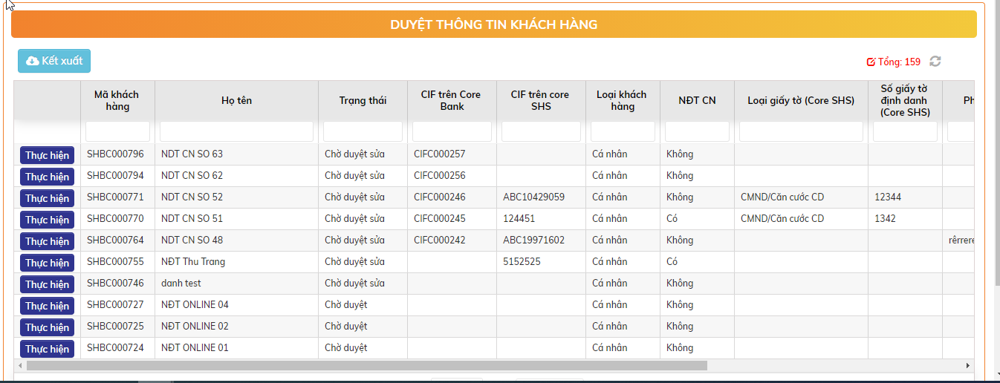 DUYỆT THÔNG TIN KHÁCH HÀNG
Kết xuất
Tổng: 159
Mã khách hàng Họ tên Trạng thái CIF trên Core Bank CIF trên core SHS Loại khách hàng NĐT CN Loại giấy tờ (Core SHS) Số giấy tờ định danh (Core SHS)
Thực hiện SHBC000796 NDT CN SO 63 Chờ duyệt sửa CIFC000257 Cá nhân Không
Thực hiện SHBC000794 NDT CN SO 62 Chờ duyệt sửa CIFC000256 Cá nhân Không
Thực hiện SHBC000771 NDT CN SO 52 Chờ duyệt sửa CIFC000246 ABC10429059 Cá nhân Không CMND/Căn cước CD 12344
Thực hiện SHBC000770 NDT CN SO 51 Chờ duyệt sửa CIFC000245 124451 Cá nhân Có CMND/Căn cước CD 1342
Thực hiện SHBC000764 NDT CN SO 48 Chờ duyệt sửa CIFC000242 ABC19971602 Cá nhân Không
Thực hiện SHBC000755 NĐT Thu Trang Chờ duyệt sửa 5152525 Cá nhân Có
Thực hiện SHBC000746 danh test Chờ duyệt sửa Cá nhân Không
Thực hiện SHBC000727 NĐT ONLINE 04 Chờ duyệt Cá nhân Không
Thực hiện SHBC000725 NĐT ONLINE 02 Chờ duyệt Cá nhân Không
Thực hiện SHBC000724 NĐT ONLINE 01 Chờ duyệt Cá nhân Không